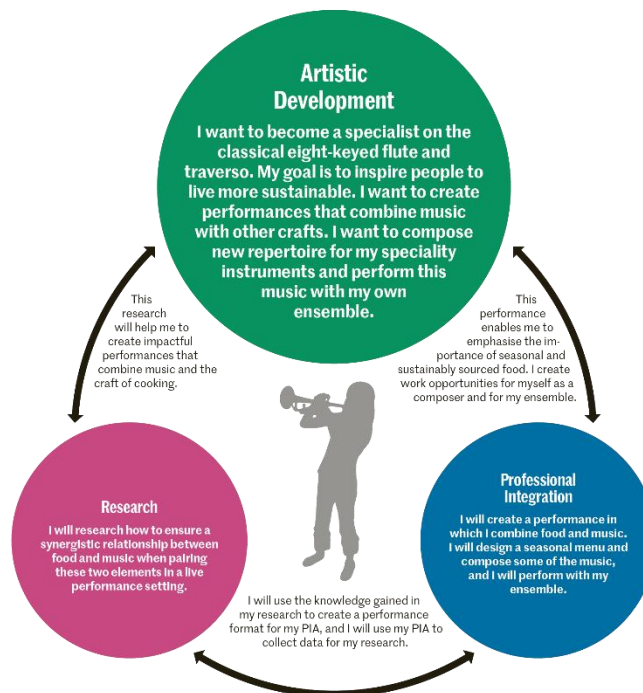 Artistic
Development
I want to become a specialist on the
classical eight-keyed flute and
traverso. My goal is to inspire people to
live more sustainable. I want to create
performances that combine music
with other crafts. I want to compose
new repertoire for my speciality
instruments and perform this
music with my own
ensemble.
This
research
will help me to
create impactful
performances that
combine music and the
craft of cooking.
This
performance
enables me to
emphasise the im-
portance of seasonal and
sustainably sourced food. I create
work opportunities for myself as a
composer and for my ensemble.
Research
I will research how to ensure a
synergistic relationship between
food and music when pairing
these two elements in a live
performance setting.
Professional
Integration
I will create a performance in
which I combine food and music.
I will design a seasonal menu and
compose some of the music,
and I will perform with my
ensemble.
I will use the knowledge gained in
my research to create a performance
format for my PIA, and I will use my PIA to
collect data for my research.